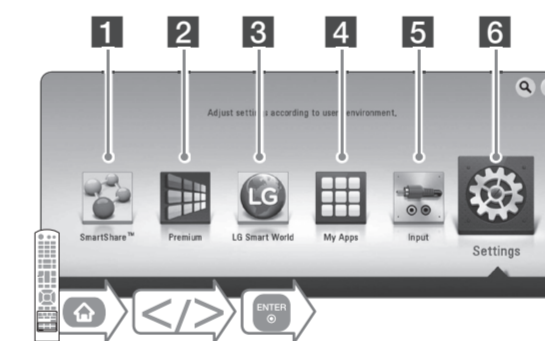 1 2 3 4 5 6
Adjust settings according to user environment.
SmartShare™ Premium LG Smart World My Apps Input Settings
LG
< / >
ENTER